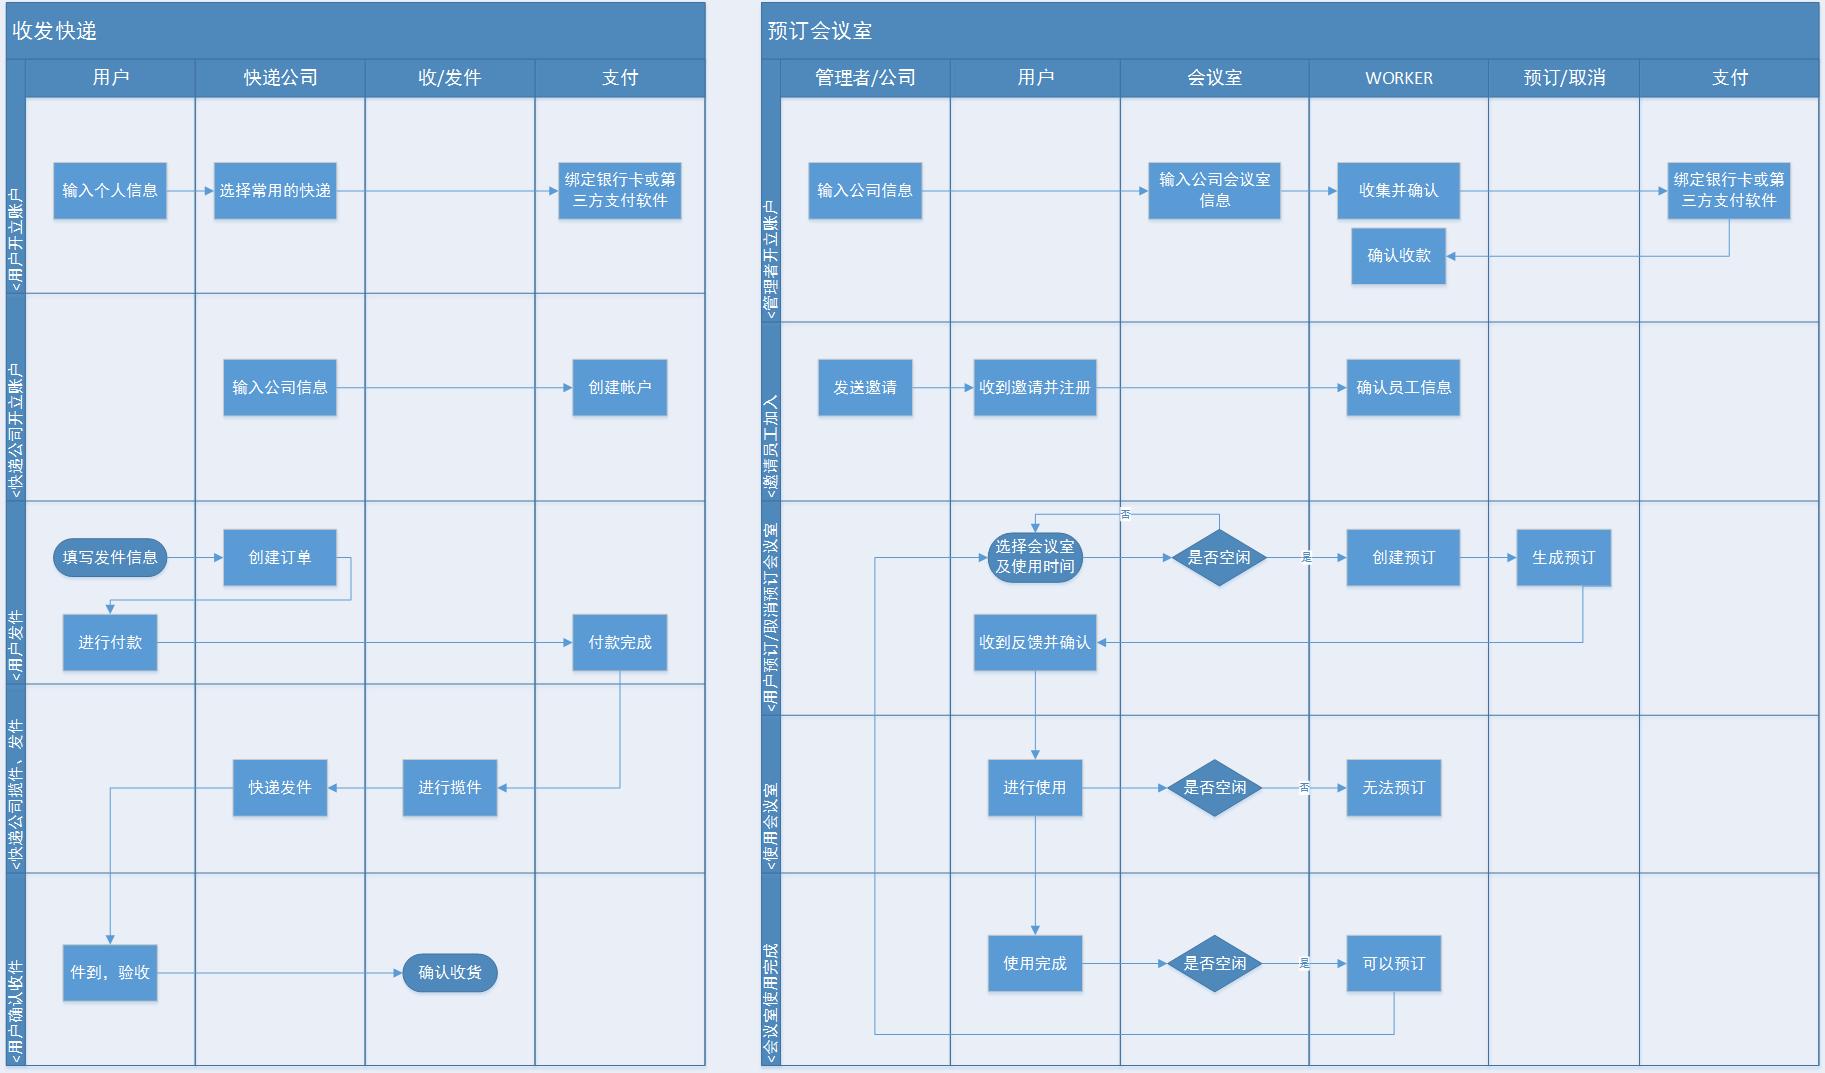 收发快递
用户
快递公司
收/发件
支付
<用户开立账户
输入个人信息
选择常用的快递
绑定银行卡或第
三方支付软件
<快递公司开立账户
输入公司信息
创建帐户
<用户发件
填写发件信息
创建订单
进行付款
付款完成
<快递公司揽件、发件
快递发件
进行揽件
<用户确认收件
件到，验收
确认收货
预订会议室
管理者/公司
用户
会议室
WORKER
预订/取消
支付
<管理者开立账户
输入公司信息
输入公司会议室
信息
收集并确认
绑定银行卡或第
三方支付软件
确认收款
<邀请员工加入
发送邀请
收到邀请并注册
确认员工信息
<用户预订/取消预订会议室
否
选择会议室
及使用时间
是否空闲
是
创建预订
生成预订
收到反馈并确认
<使用会议室
进行使用
是否空闲
否
无法预订
<会议室使用完成
使用完成
是否空闲
是
可以预订